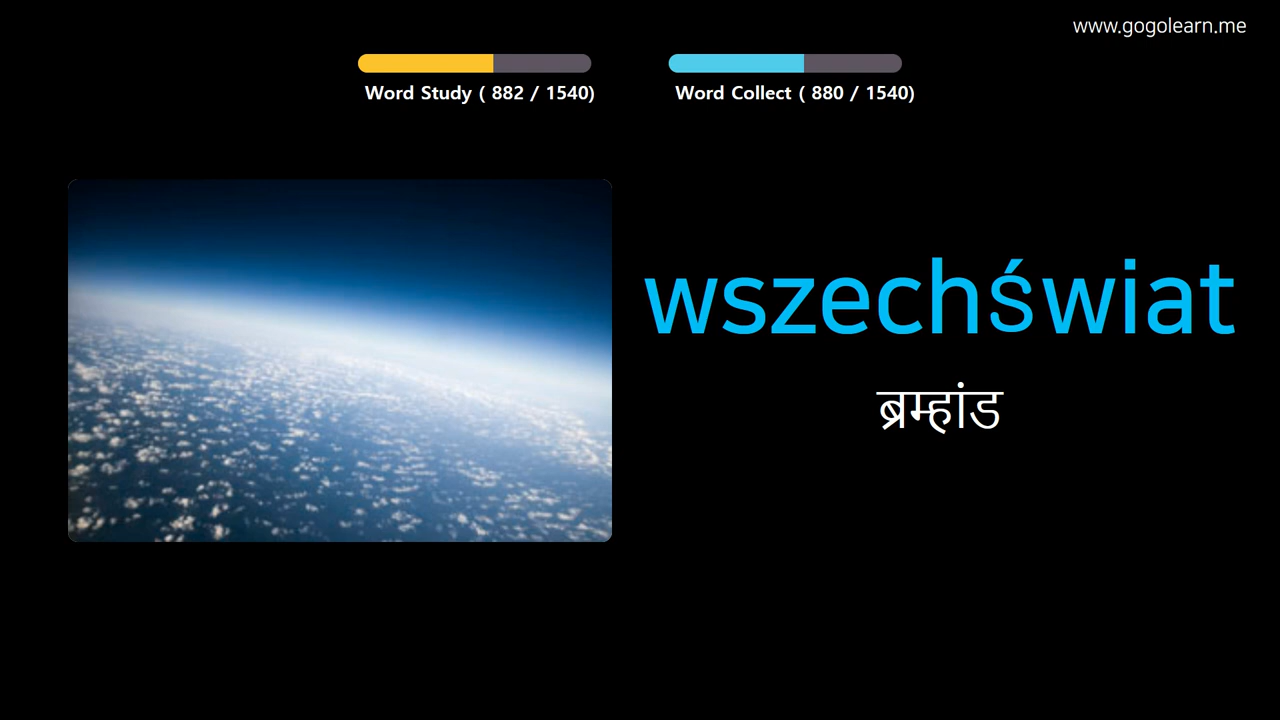 www.gogolearn.me
Word Study ( 882 / 1540)
Word Collect ( 880 / 1540)
wszechświat
ब्रम्हांड